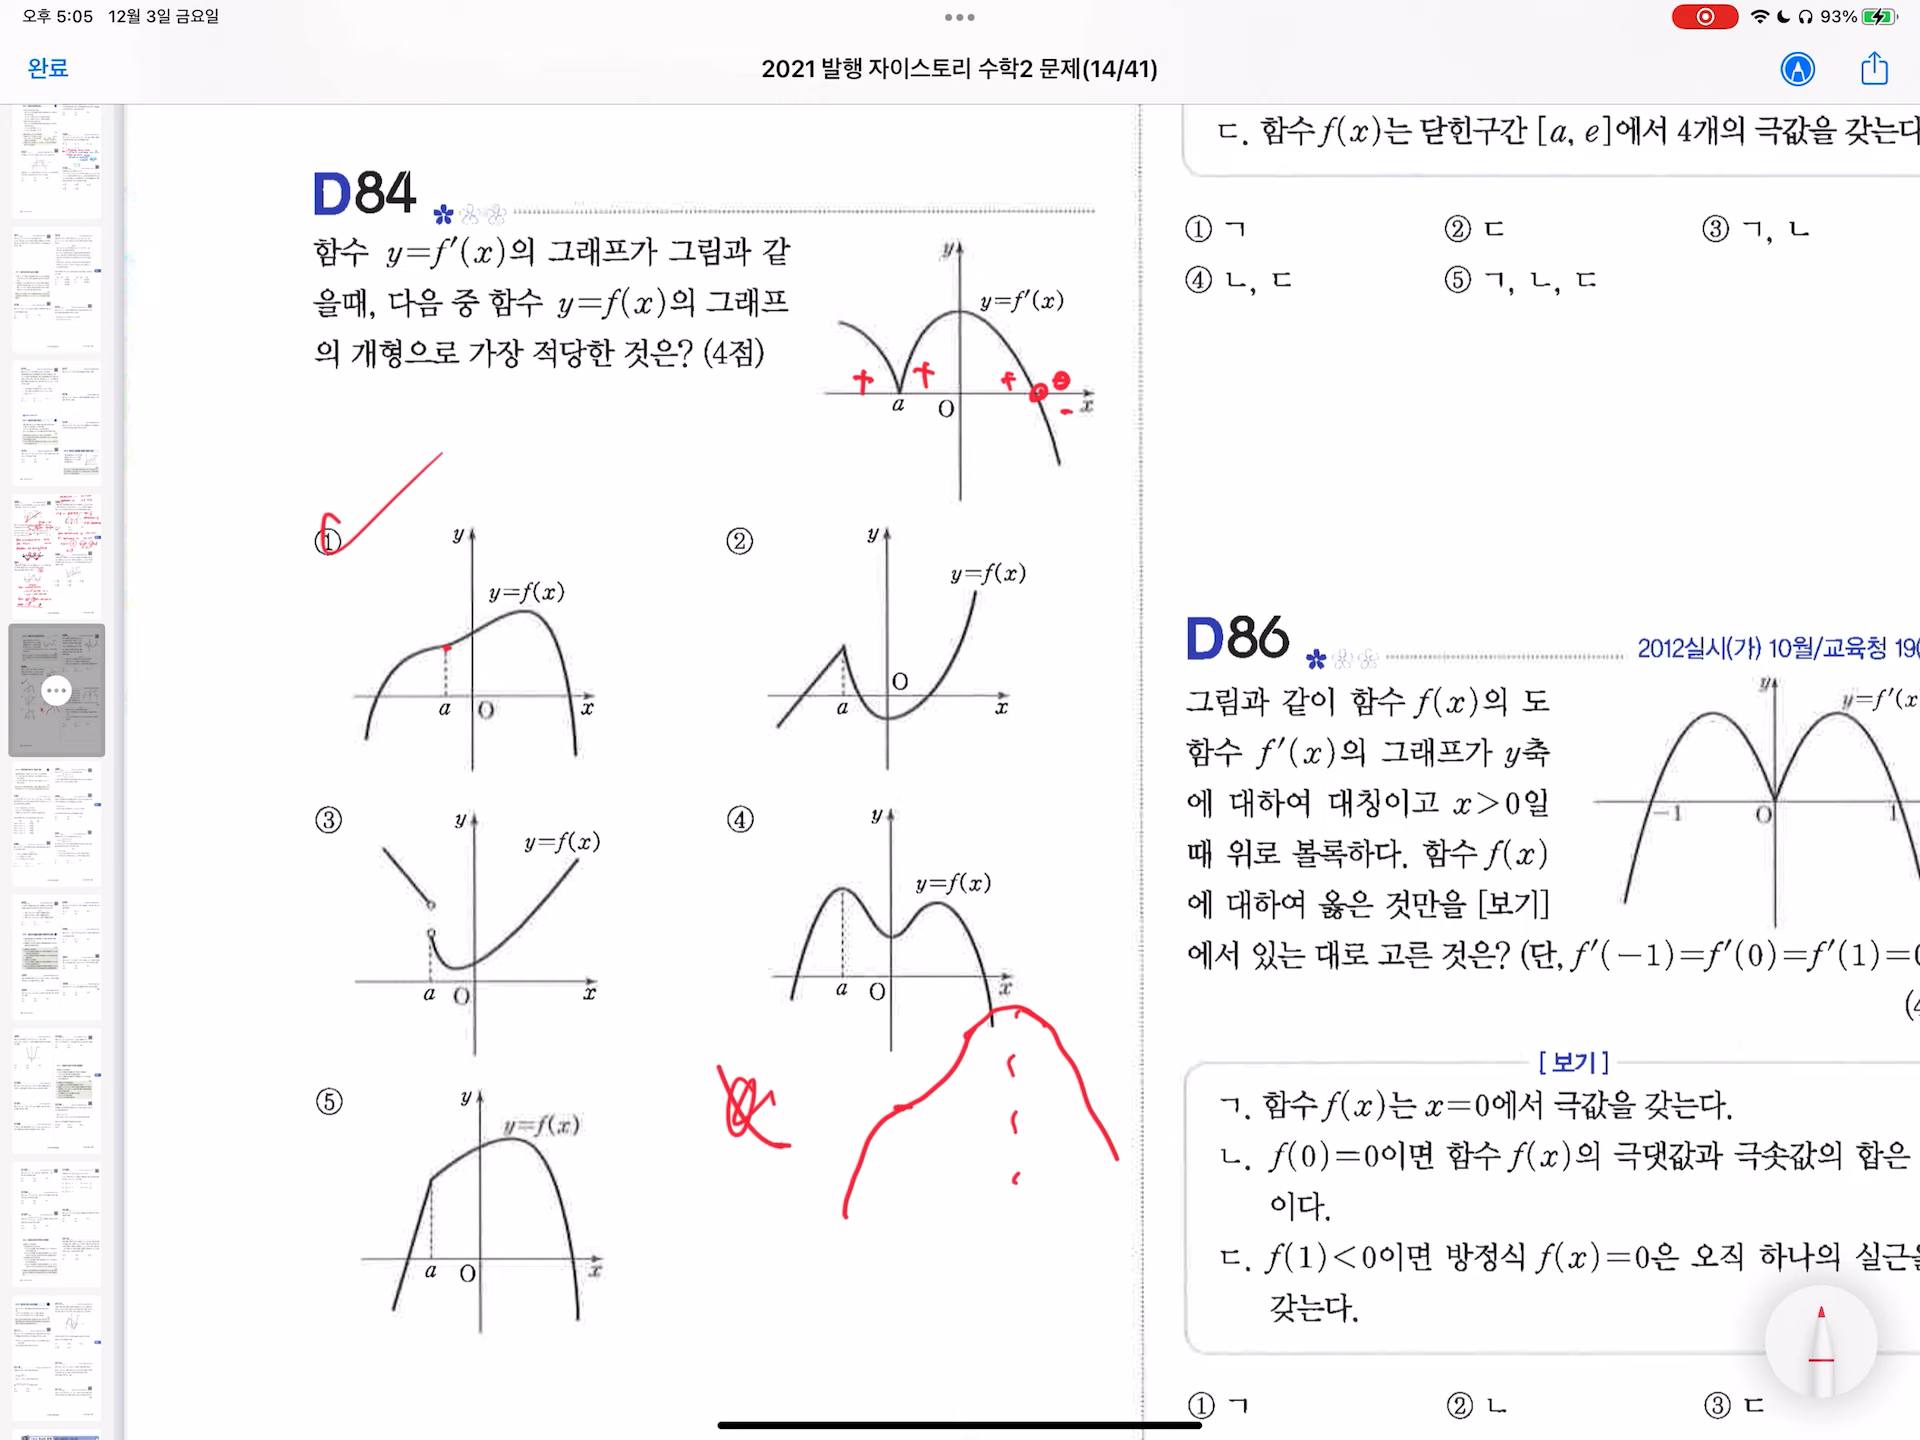 오후 5:05 12월 3일 금요일
93%
완료
2021 발행 자이스토리 수학2 문제(14/41)
D84
함수 y=f'(x)의 그래프가 그림과 같
을때, 다음 중 함수 y=f(x)의 그래프
의 개형으로 가장 적당한 것은? (4점)
y
y=f'(x)
+ + + -
a O x
①
y
y=f(x)
a O x
②
y
y=f(x)
O
a x
③
y
y=f(x)
a O x
④
y
y=f(x)
a O x
⑤
y
y=f(x)
a O x
ㄷ. 함수 f(x)는 닫힌구간 [a, e]에서 4개의 극값을 갖는다
① ㄱ ② ㄷ ③ ㄱ, ㄴ
④ ㄴ, ㄷ ⑤ ㄱ, ㄴ, ㄷ
D86
2012실시(가) 10월/교육청 19
그림과 같이 함수 f(x)의 도
함수 f'(x)의 그래프가 y축
에 대하여 대칭이고 x>0일
때 위로 볼록하다. 함수 f(x)
에 대하여 옳은 것만을 [보기]
에서 있는 대로 고른 것은? (단, f'(-1)=f'(0)=f'(1)=0
(4
y
y=f'(x
-1 O 1
[보기]
ㄱ. 함수 f(x)는 x=0에서 극값을 갖는다.
ㄴ. f(0)=0이면 함수 f(x)의 극댓값과 극솟값의 합은
이다.
ㄷ. f(1)<0이면 방정식 f(x)=0은 오직 하나의 실근을
갖는다.
① ㄱ ② ㄴ ③ ㄷ